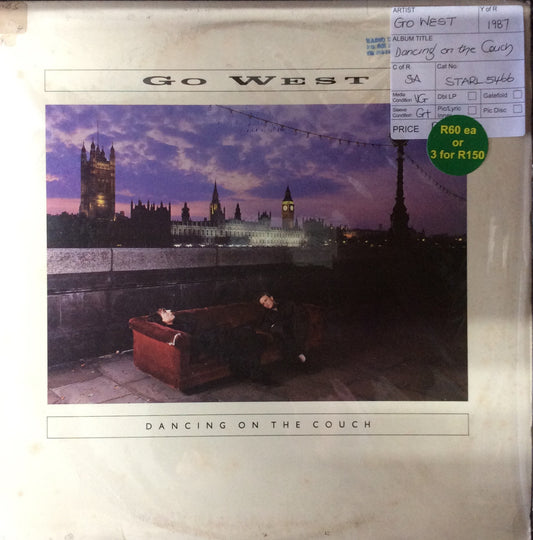 ARTIST
Y of R
GO WEST
1987
ALBUM TITLE
Dancing on the Couch
C of R
Cat No.
SA
STARL 5466
Media Condition VG
Dbl LP
Gatefold
Sleeve Condition G+
Pic/Lyric
Pic Disc
PRICE
R60 ea
or
3 for R150
GO WEST
DANCING ON THE COUCH